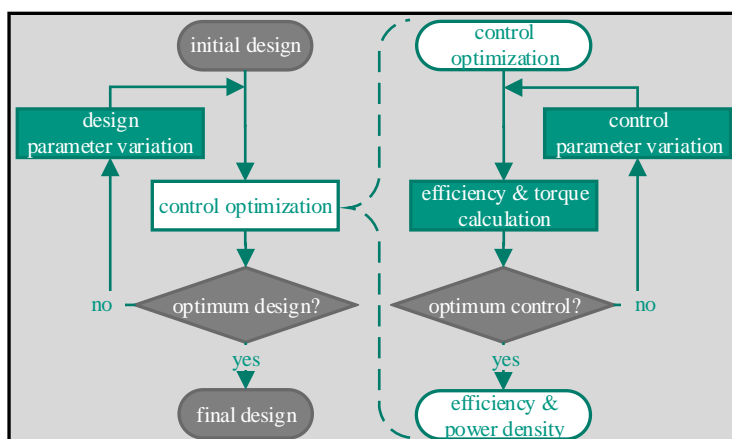 initial design
design
parameter variation
control optimization
no
optimum design?
yes
final design
control
optimization
control
parameter variation
efficiency & torque
calculation
optimum control?
no
yes
efficiency &
power density